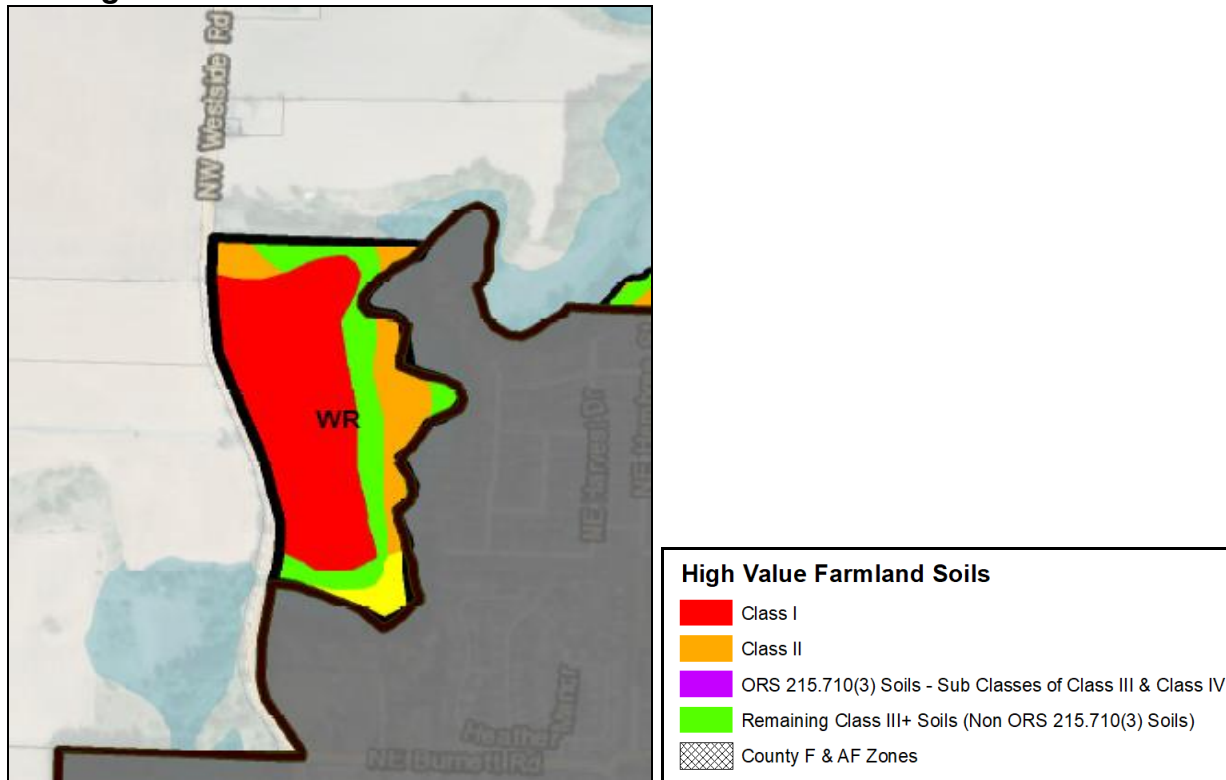 NW Westside Rd
WR
NE Harvest Dr
Heather
NE Burnett Rd
High Value Farmland Soils
Class I
Class II
ORS 215.710(3) Soils - Sub Classes of Class III & Class IV
Remaining Class III+ Soils (Non ORS 215.710(3) Soils)
County F & AF Zones